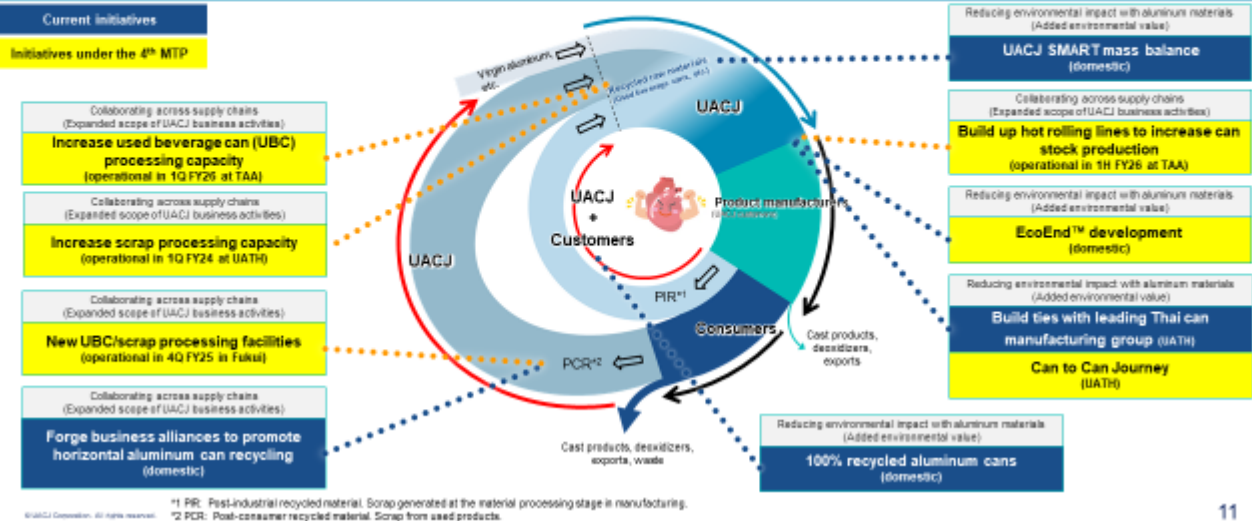 Current initiatives
Initiatives under the 4th MTP
Collaborating across supply chains
(Expanded scope of UACJ business activities)
Increase used beverage can (UBC)
processing capacity
(operational in 1Q FY26 at TAA)
Collaborating across supply chains
(Expanded scope of UACJ business activities)
Increase scrap processing capacity
(operational in 1Q FY24 at UATH)
Collaborating across supply chains
(Expanded scope of UACJ business activities)
New UBC/scrap processing facilities
(operational in 4Q FY25 in Fukui)
Collaborating across supply chains
(Expanded scope of UACJ business activities)
Forge business alliances to promote
horizontal aluminum can recycling
(domestic)
Virgin aluminum,
etc.
Recycled raw materials
(Used beverage cans, etc.)
UACJ
UACJ
+
Customers
Product manufacturers
UACJ
PIR*1
Consumers
PCR*2
Cast products,
deoxidizers,
exports
Cast products, deoxidizers,
exports, waste
Reducing environmental impact with aluminum materials
(Added environmental value)
UACJ SMART mass balance
(domestic)
Collaborating across supply chains
(Expanded scope of UACJ business activities)
Build up hot rolling lines to increase can
stock production
(operational in 1H FY26 at TAA)
Reducing environmental impact with aluminum materials
(Added environmental value)
EcoEnd™ development
(domestic)
Reducing environmental impact with aluminum materials
(Added environmental value)
Build ties with leading Thai can
manufacturing group (UATH)
Can to Can Journey
(UATH)
Reducing environmental impact with aluminum materials
(Added environmental value)
100% recycled aluminum cans
(domestic)
*1 PIR: Post-industrial recycled material. Scrap generated at the material processing stage in manufacturing.
*2 PCR: Post-consumer recycled material. Scrap from used products.
©UACJ Corporation. All rights reserved.
11